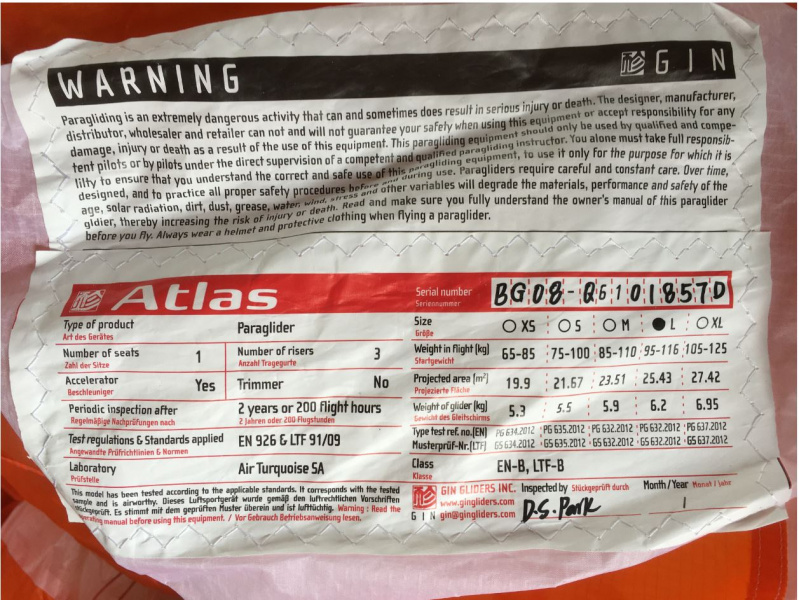 WARNING
GIN
Paragliding is an extremely dangerous activity that can and sometimes does result in serious injury or death. The designer, manufacturer,
distributor, wholesaler and retailer can not and will not guarantee your safety when using this equipment or accept responsibility for any
damage, injury or death as a result of the use of this equipment. This paragliding equipment should only be used by qualified and compe-
tent pilots or by pilots under the direct supervision of a competent and qualified paragliding instructor. You alone must take full responsib-
ility to ensure that you understand the correct and safe use of this paragliding equipment, to use it only for the purpose for which it is
designed, and to practice all proper safety procedures before and during use. Paragliders require careful and constant care. Over time,
age, solar radiation, dirt, dust, grease, water, wind, stress and other variables will degrade the materials, performance and safety of the
glider, thereby increasing the risk of injury or death. Read and make sure you fully understand the owner's manual of this paraglider
before you fly. Always wear a helmet and protective clothing when flying a paraglider.
Atlas
Serial number BG08-Q6101857D
Seriennummer
Type of product Paraglider
Art des Gerätes
Number of seats 1 Number of risers 3
Zahl der Sitze Anzahl Tragegurte
Accelerator Yes Trimmer No
Beschleuniger
Periodic inspection after 2 years or 200 flight hours
Regelmäßige Nachprüfungen nach 2 Jahren oder 200 Flugstunden
Test regulations & Standards applied EN 926 & LTF 91/09
Angewandte Prüfrichtlinien & Normen
Laboratory Air Turquoise SA
Prüfstelle
This model has been tested according to the applicable standards. It corresponds with the tested
sample and is airworthy. Dieses Luftsportgerät wurde gemäß den luftrechtlichen Vorschriften
stückgeprüft. Es stimmt mit dem geprüften Muster überein und ist lufttüchtig. Warning : Read the
operating manual before using this equipment. / Vor Gebrauch Betriebsanweisung lesen.
Size ○ XS ○ S ○ M ● L ○ XL
Größe
Weight in flight [kg] 65-85 75-100 85-110 95-116 105-125
Startgewicht
Projected area [m²] 19.9 21.67 23.51 25.43 27.42
Projezierte Fläche
Weight of glider [kg] 5.3 5.5 5.9 6.2 6.95
Gewicht des Gleitschirms
Type test ref. no.[EN] PG 634.2012 PG 635.2012 PG 632.2012 PG 632.2012 PG 637.2012
Musterprüf-Nr.[LTF] GS 634.2012 GS 635.2012 GS 632.2012 GS 632.2012 GS 637.2012
Class EN-B, LTF-B
Klasse
GIN GLIDERS INC. Inspected by Stückgeprüft durch Month / Year Monat / Jahr
www.gingliders.com D.S. Park /
GIN gin@gingliders.com